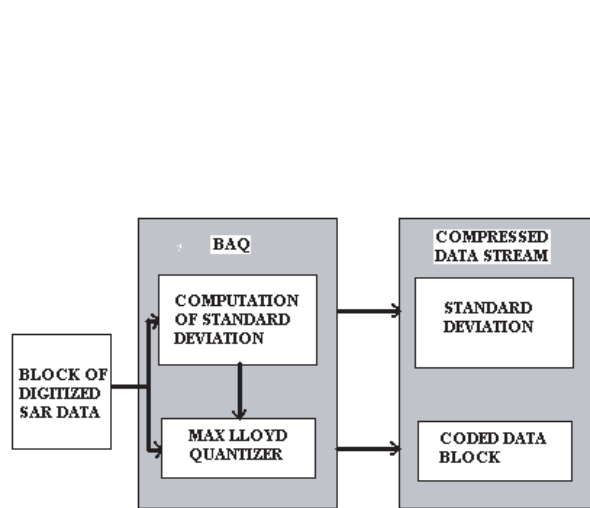 BAQ
COMPRESSED
DATA STREAM
COMPUTATION
OF STANDARD
DEVIATION
STANDARD
DEVIATION
BLOCK OF
DIGITIZED
SAR DATA
MAX LLOYD
QUANTIZER
CODED DATA
BLOCK